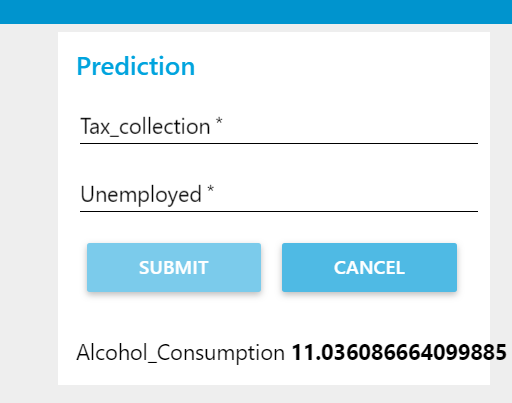 Prediction
Tax_collection *
Unemployed *
SUBMIT CANCEL
Alcohol_Consumption 11.036086664099885